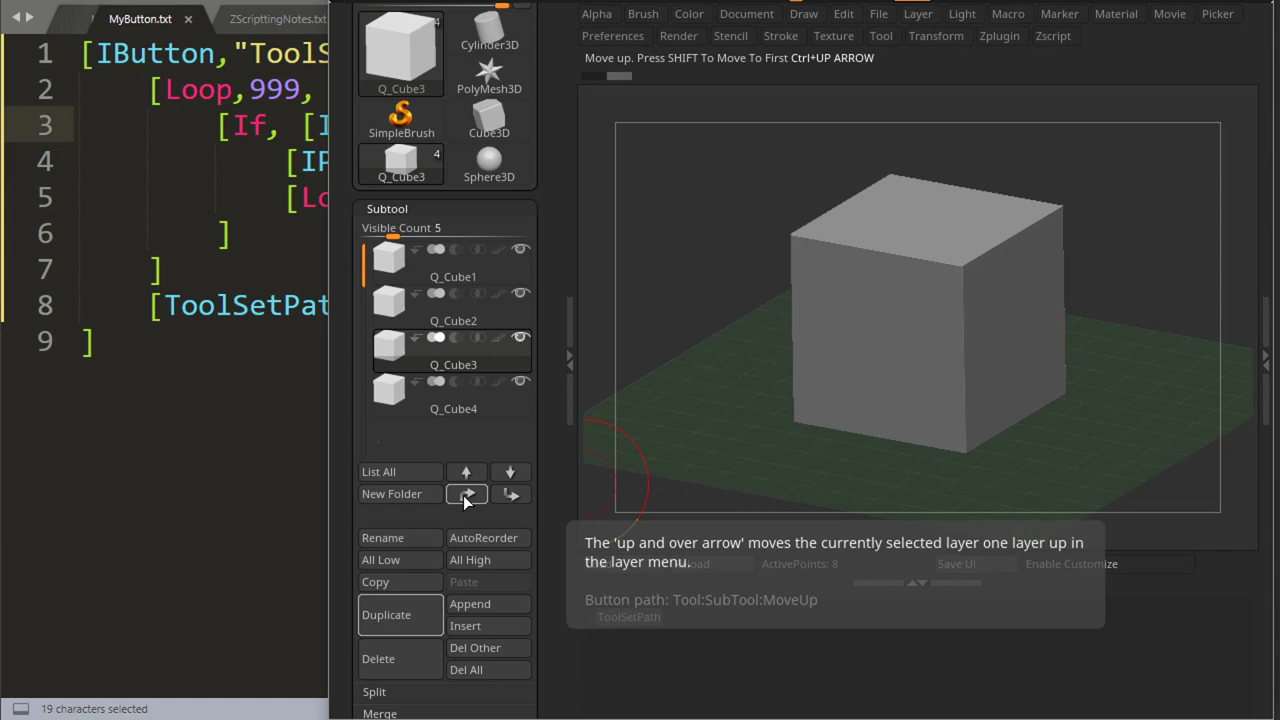 MyButton.txt
ZScripttingNotes.txt
1 [IButton,"ToolS
2 [Loop,999,
3 [If, [I
4 [IP
5 [Lo
6 ]
7 ]
8 [ToolSetPat
9 ]
19 characters selected
4
Q_Cube3
Cylinder3D
PolyMesh3D
SimpleBrush
Cube3D
4
Q_Cube3
Sphere3D
Subtool
Visible Count 5
Q_Cube1
Q_Cube2
Q_Cube3
Q_Cube4
List All
New Folder
Rename
AutoReorder
All Low
All High
Copy
Paste
Duplicate
Append
Insert
Delete
Del Other
Del All
Split
Merge
Alpha Brush Color Document Draw Edit File Layer Light Macro Marker Material Movie Picker
Preferences Render Stencil Stroke Texture Tool Transform Zplugin Zscript
Move up. Press SHIFT To Move To First Ctrl+UP ARROW
The 'up and over arrow' moves the currently selected layer one layer up in
the layer menu.
ActivePoints: 8
Save Ui
Enable Customize
Button path: Tool:SubTool:MoveUp
ToolSetPath